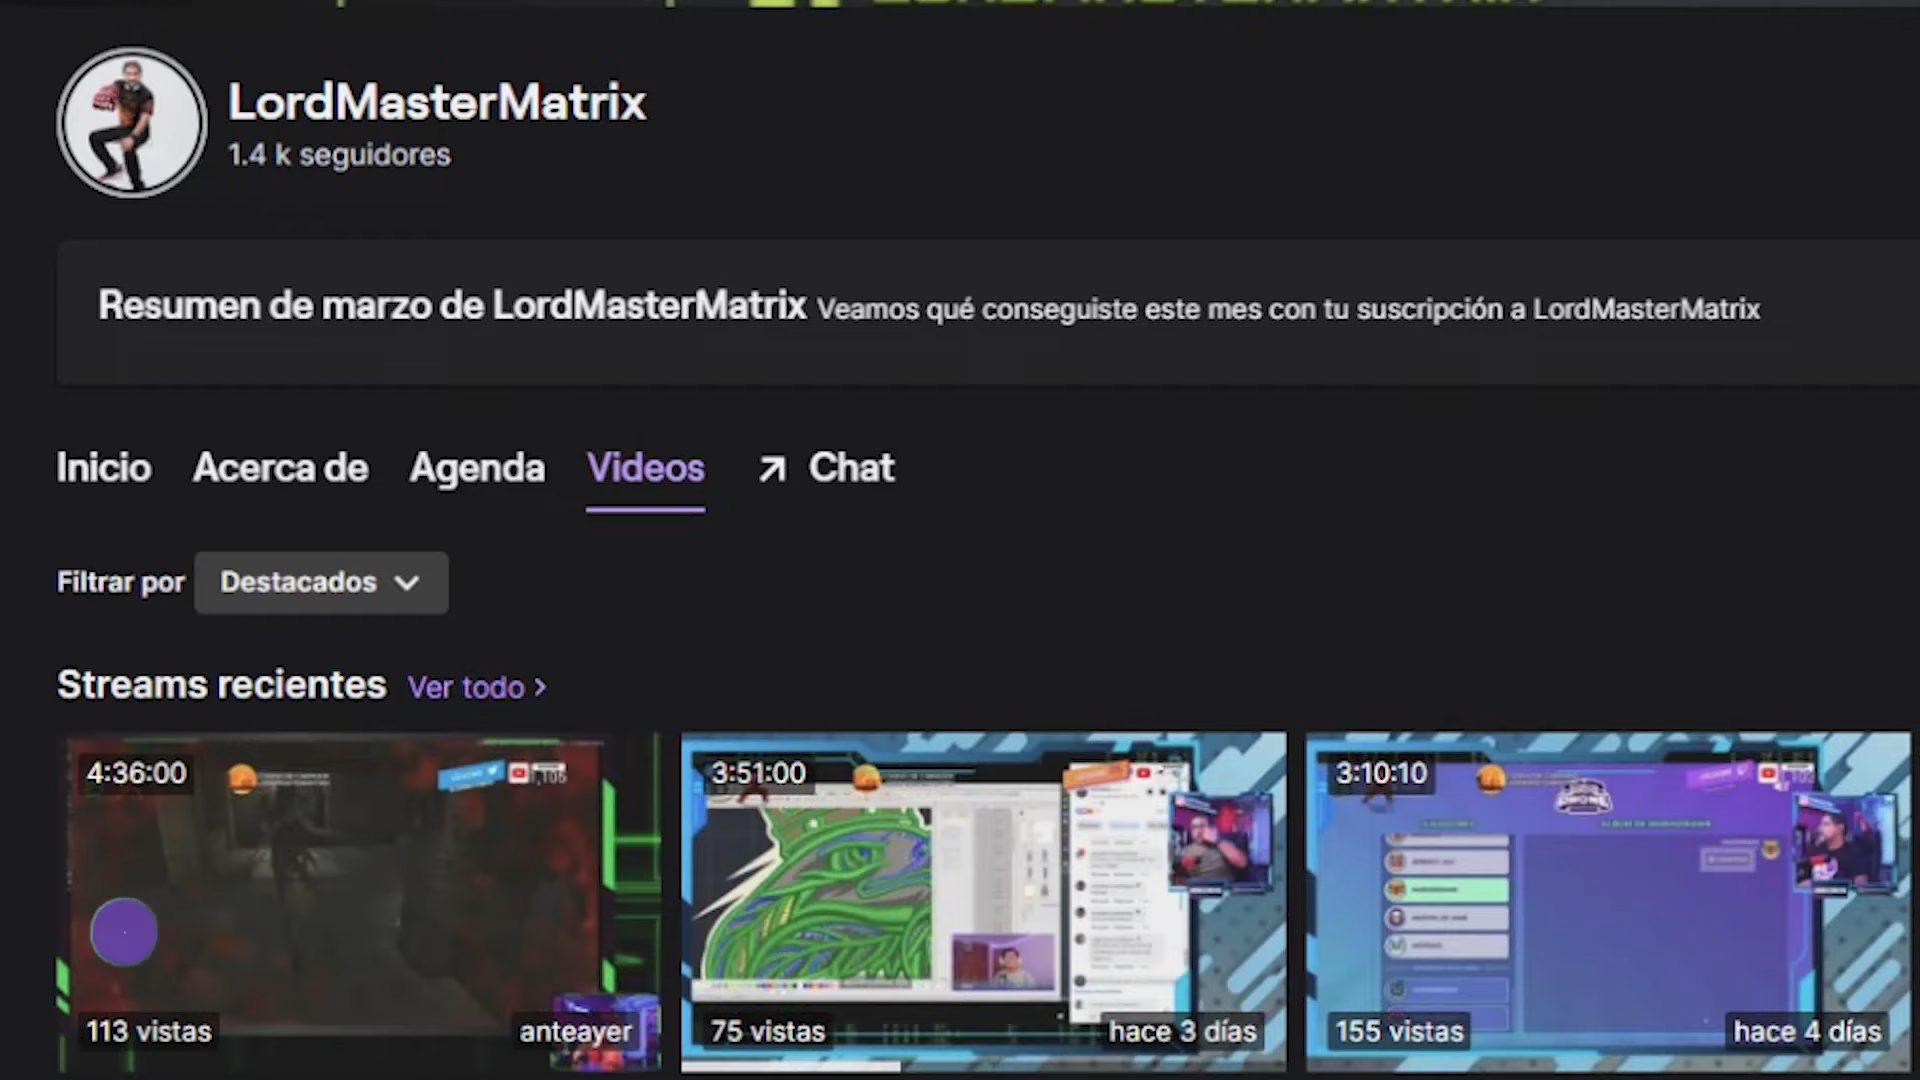 LordMasterMatrix
1.4 k seguidores
Resumen de marzo de LordMasterMatrix Veamos qué conseguiste este mes con tu suscripción a LordMasterMatrix
Inicio Acerca de Agenda Videos Chat
Filtrar por Destacados
Streams recientes Ver todo
4:36:00 3:51:00 3:10:10
113 vistas anteayer 75 vistas hace 3 días 155 vistas hace 4 días